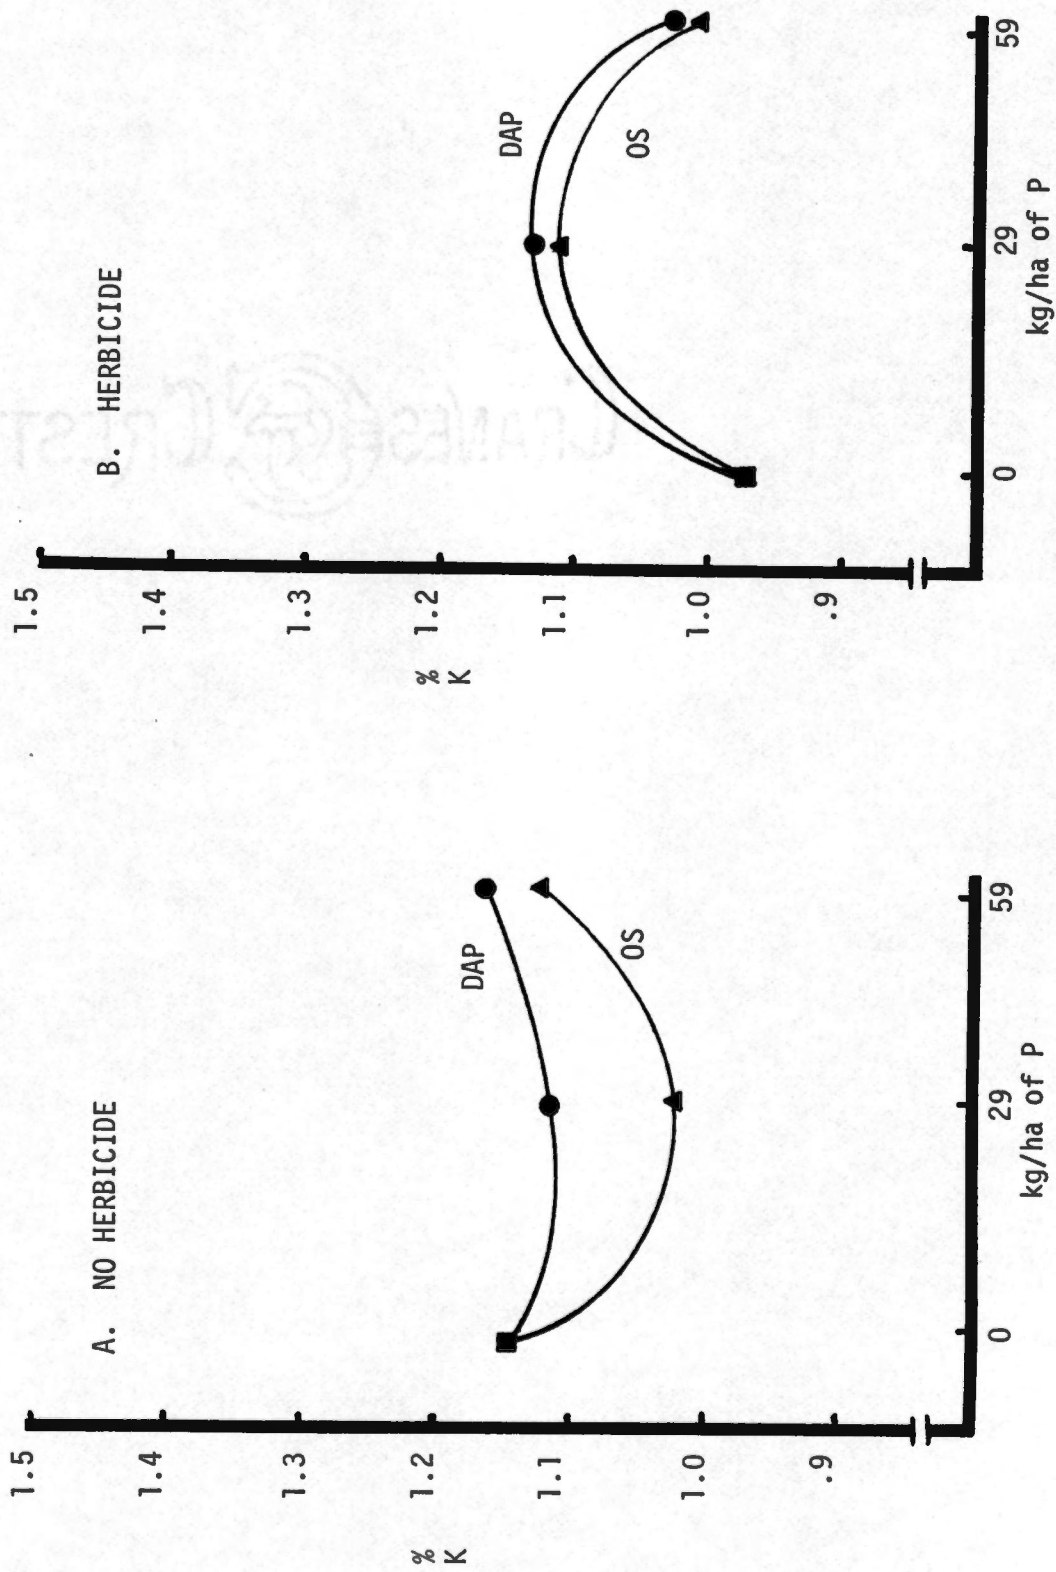 A. NO HERBICIDE
1.5
1.4
1.3
% 1.2
K
1.1
1.0
.9
DAP
OS
0 29 59
kg/ha of P
B. HERBICIDE
1.5
1.4
1.3
% 1.2
K
1.1
1.0
.9
DAP
OS
0 29 59
kg/ha of P